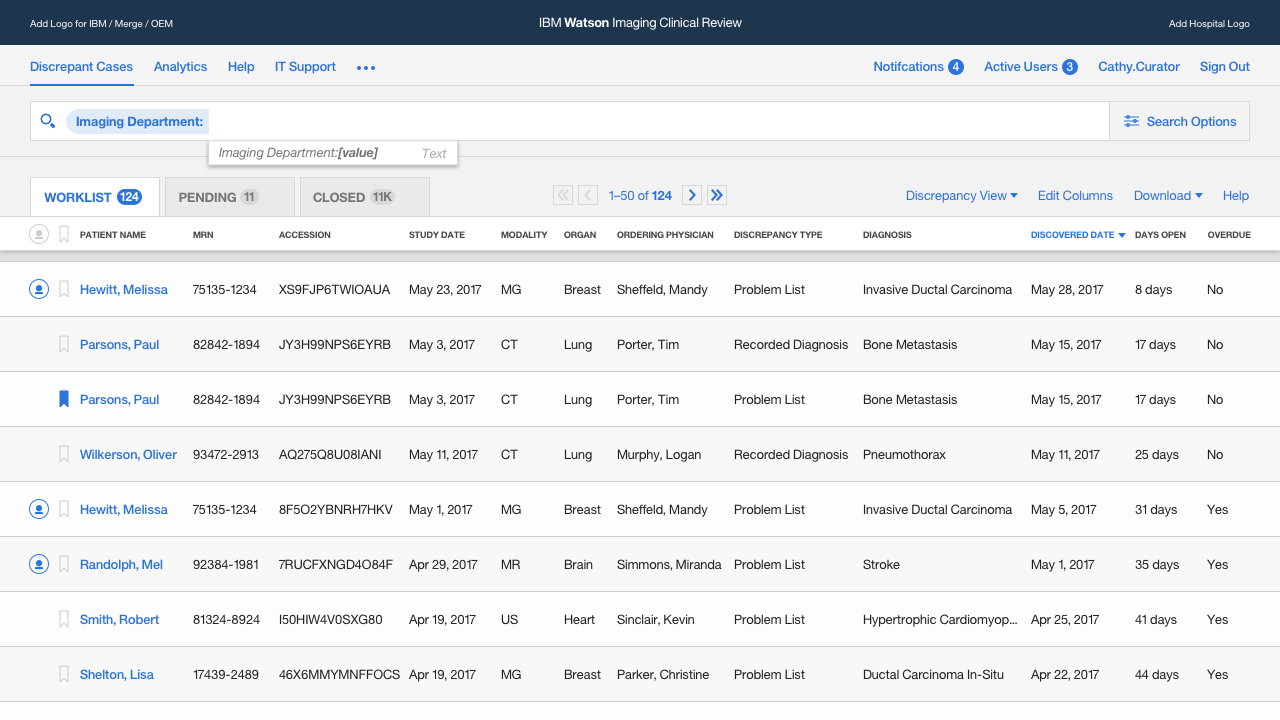 Add Logo for IBM / Merge / OEM IBM Watson Imaging Clinical Review Add Hospital Logo
Discrepant Cases Analytics Help IT Support Notifcations 4 Active Users 3 Cathy.Curator Sign Out
Imaging Department: Search Options
Imaging Department:[value] Text
WORKLIST 124 PENDING 11 CLOSED 11K 1–50 of 124 Discrepancy View Edit Columns Download Help
PATIENT NAME MRN ACCESSION STUDY DATE MODALITY ORGAN ORDERING PHYSICIAN DISCREPANCY TYPE DIAGNOSIS DISCOVERED DATE DAYS OPEN OVERDUE
Hewitt, Melissa 75135-1234 XS9FJP6TWIOAUA May 23, 2017 MG Breast Sheffeld, Mandy Problem List Invasive Ductal Carcinoma May 28, 2017 8 days No
Parsons, Paul 82842-1894 JY3H99NPS6EYRB May 3, 2017 CT Lung Porter, Tim Recorded Diagnosis Bone Metastasis May 15, 2017 17 days No
Parsons, Paul 82842-1894 JY3H99NPS6EYRB May 3, 2017 CT Lung Porter, Tim Problem List Bone Metastasis May 15, 2017 17 days No
Wilkerson, Oliver 93472-2913 AQ275Q8U08IANI May 11, 2017 CT Lung Murphy, Logan Recorded Diagnosis Pneumothorax May 11, 2017 25 days No
Hewitt, Melissa 75135-1234 8F5O2YBNRH7HKV May 1, 2017 MG Breast Sheffeld, Mandy Problem List Invasive Ductal Carcinoma May 5, 2017 31 days Yes
Randolph, Mel 92384-1981 7RUCFXNGD4O84F Apr 29, 2017 MR Brain Simmons, Miranda Problem List Stroke May 1, 2017 35 days Yes
Smith, Robert 81324-8924 I50HIW4V0SXG80 Apr 19, 2017 US Heart Sinclair, Kevin Problem List Hypertrophic Cardiomyop... Apr 25, 2017 41 days Yes
Shelton, Lisa 17439-2489 46X6MMYMNFFOCS Apr 19, 2017 MG Breast Parker, Christine Problem List Ductal Carcinoma In-Situ Apr 22, 2017 44 days Yes